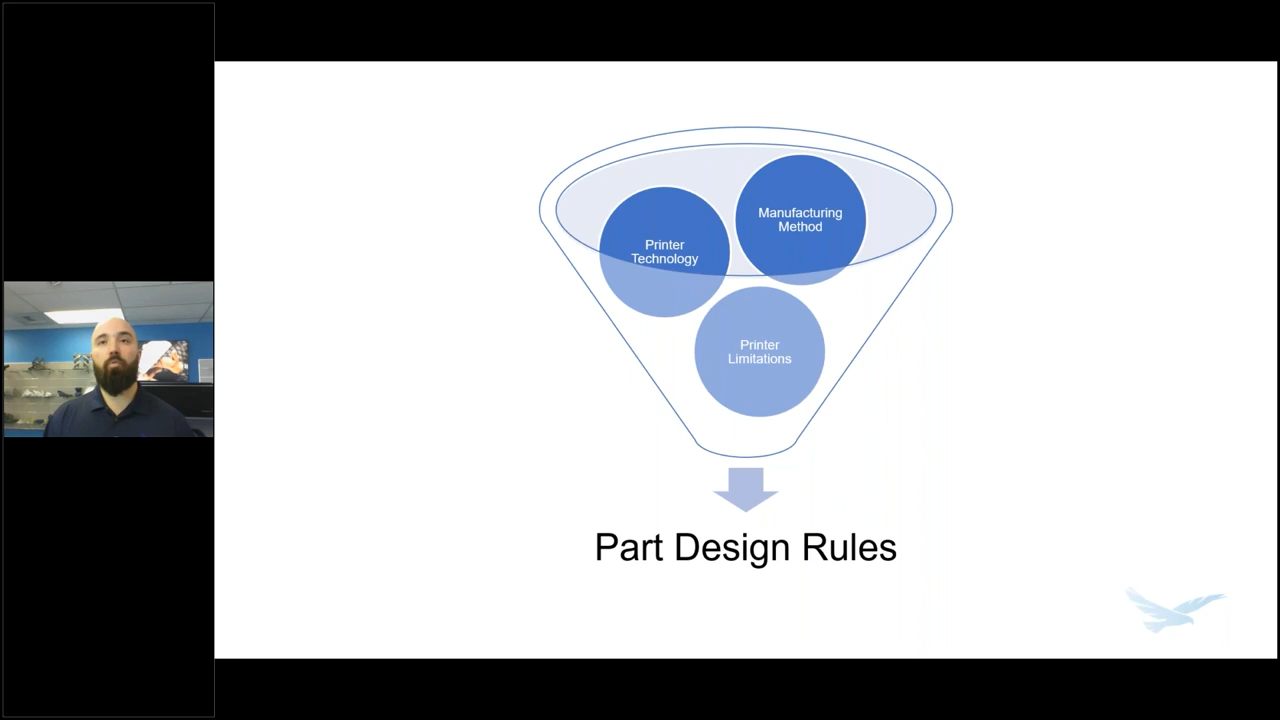 Manufacturing
Method
Printer
Technology
Printer
Limitations
Part Design Rules